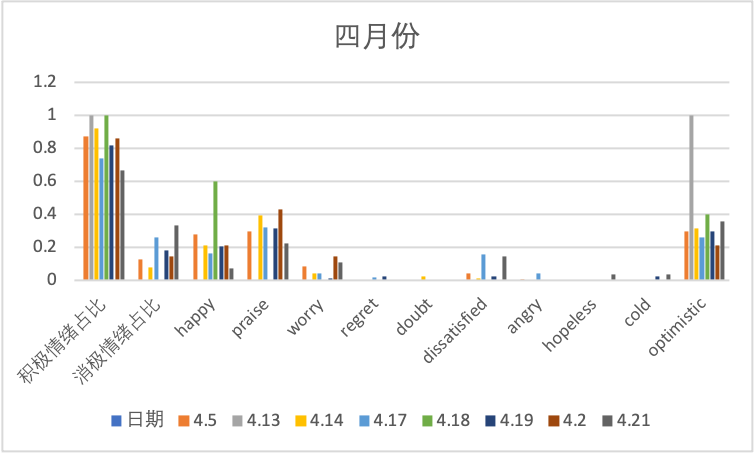 四月份
1.2
1
0.8
0.6
0.4
0.2
0
积极情绪占比
消极情绪占比
happy
praise
worry
regret
doubt
dissatisfied
angry
hopeless
cold
optimistic
日期 4.5 4.13 4.14 4.17 4.18 4.19 4.2 4.21